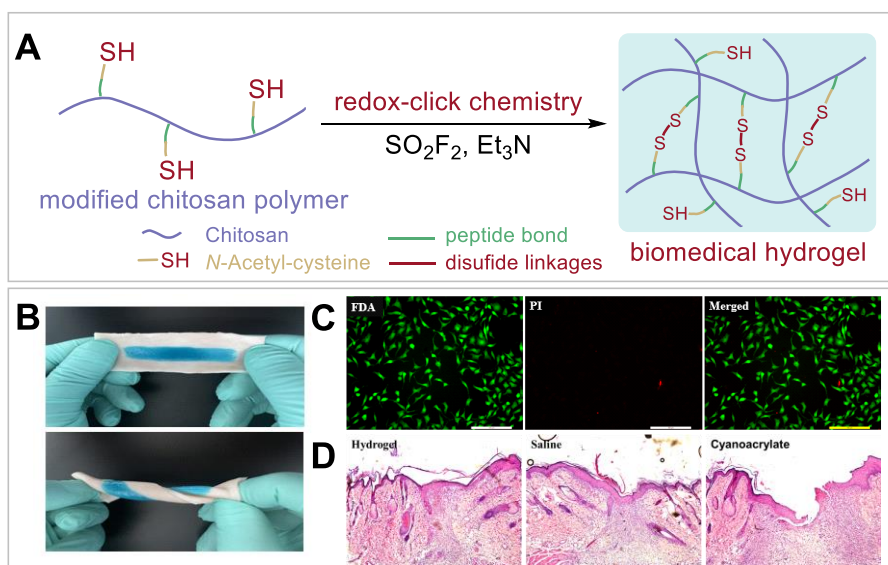 A
SH
SH
SH
modified chitosan polymer
redox-click chemistry
SO₂F₂, Et₃N
SH
S
S
S
S
S
S
SH
SH
biomedical hydrogel
Chitosan
peptide bond
SH
N-Acetyl-cysteine
disufide linkages
B
C
FDA
PI
Merged
D
Hydrogel
Saline
Cyanoacrylate